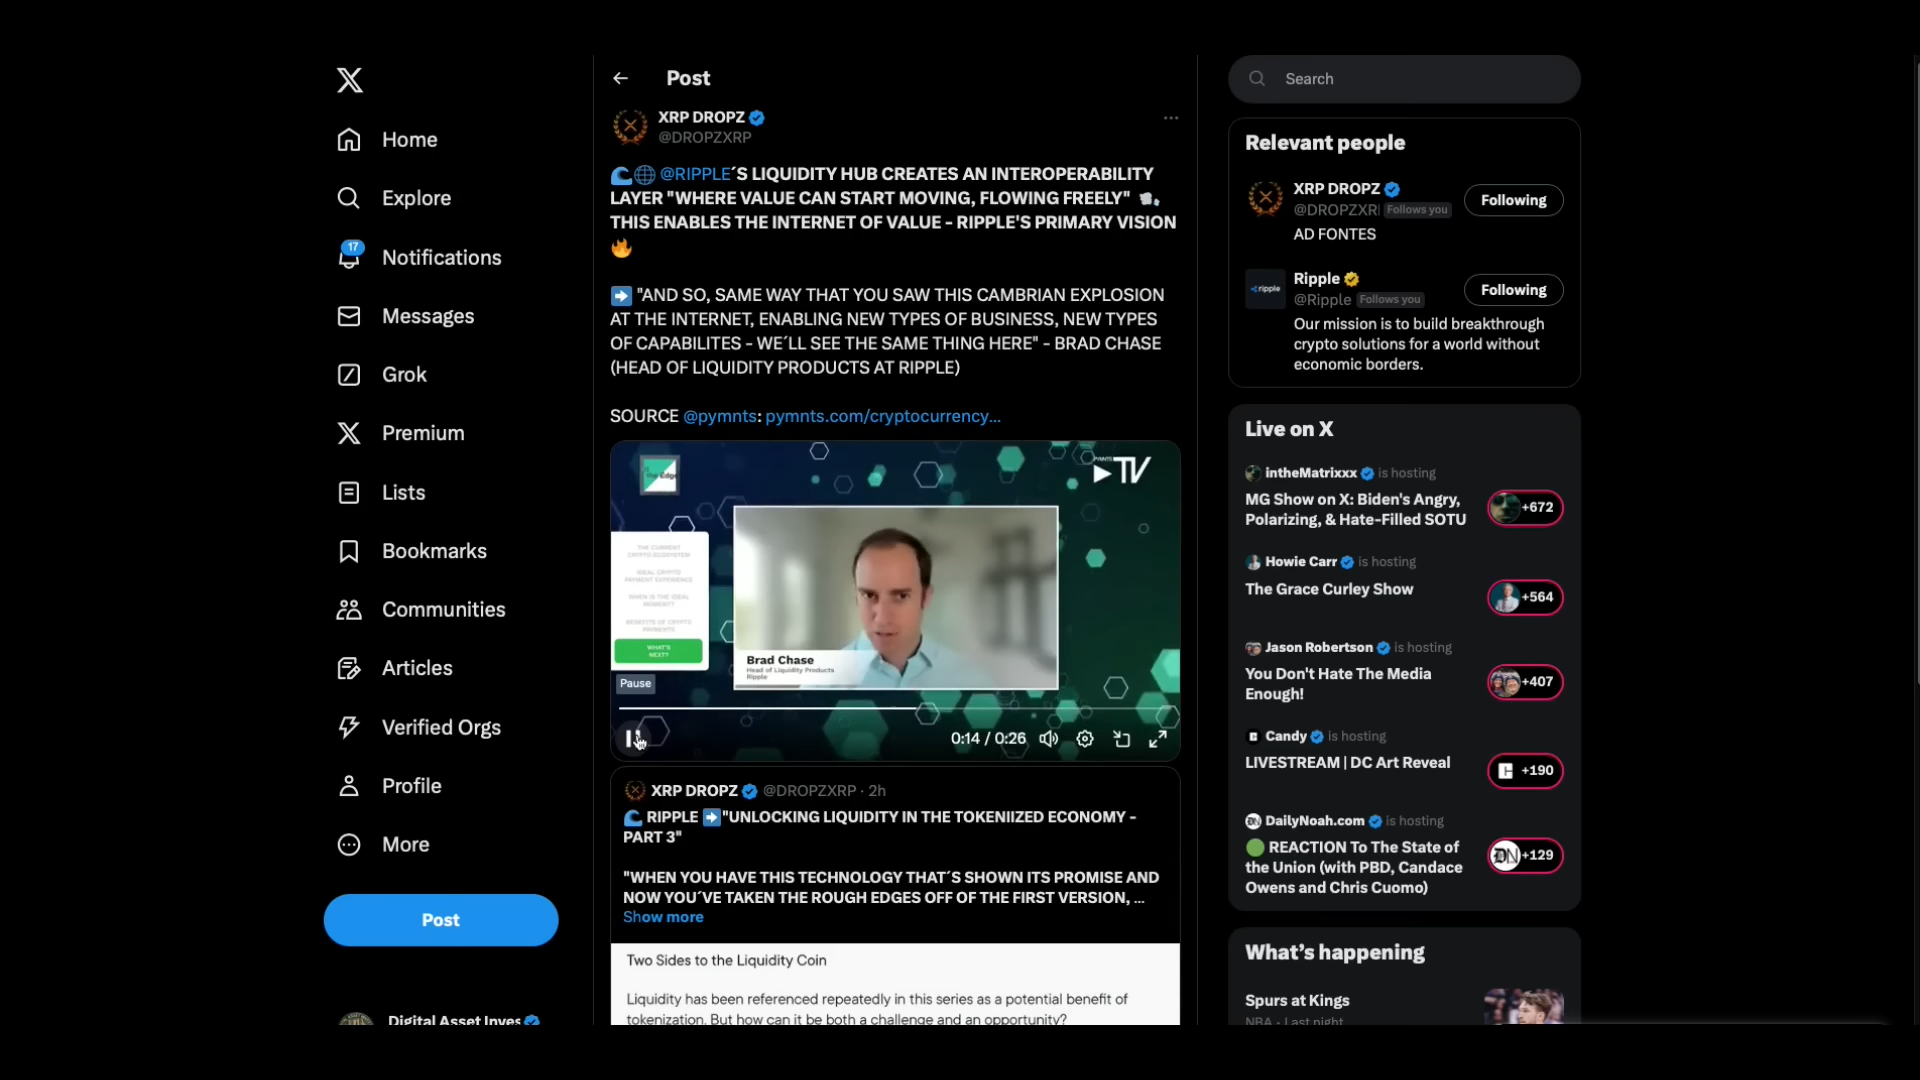 Home
Explore
17
Notifications
Messages
Grok
Premium
Lists
Bookmarks
Communities
Articles
Verified Orgs
Profile
More
Post
Digital Asset Inves
Post
XRP DROPZ
@DROPZXRP
@RIPPLE´S LIQUIDITY HUB CREATES AN INTEROPERABILITY
LAYER "WHERE VALUE CAN START MOVING, FLOWING FREELY"
THIS ENABLES THE INTERNET OF VALUE - RIPPLE'S PRIMARY VISION
"AND SO, SAME WAY THAT YOU SAW THIS CAMBRIAN EXPLOSION
AT THE INTERNET, ENABLING NEW TYPES OF BUSINESS, NEW TYPES
OF CAPABILITES - WE´LL SEE THE SAME THING HERE" - BRAD CHASE
(HEAD OF LIQUIDITY PRODUCTS AT RIPPLE)
SOURCE @pymnts: pymnts.com/cryptocurrency...
PYMNTS
TV
THE CURRENT
CRYPTO ECOSYSTEM
IDEAL CRYPTO
PAYMENT EXPERIENCE
WHEN IS THE IDEAL
MOMENT?
BENEFITS OF CRYPTO
PAYMENTS
WHAT'S
NEXT?
Brad Chase
Head of Liquidity Products
Ripple
Pause
0:14 / 0:26
XRP DROPZ @DROPZXRP · 2h
RIPPLE "UNLOCKING LIQUIDITY IN THE TOKENIIZED ECONOMY -
PART 3"
"WHEN YOU HAVE THIS TECHNOLOGY THAT´S SHOWN ITS PROMISE AND
NOW YOU´VE TAKEN THE ROUGH EDGES OFF OF THE FIRST VERSION, ...
Show more
Two Sides to the Liquidity Coin
Liquidity has been referenced repeatedly in this series as a potential benefit of
tokenization. But how can it be both a challenge and an opportunity?
Search
Relevant people
XRP DROPZ
@DROPZXR Follows you
Following
AD FONTES
ripple
Ripple
@Ripple Follows you
Following
Our mission is to build breakthrough
crypto solutions for a world without
economic borders.
Live on X
intheMatrixxx is hosting
MG Show on X: Biden's Angry,
Polarizing, & Hate-Filled SOTU
+672
Howie Carr is hosting
The Grace Curley Show
+564
Jason Robertson is hosting
You Don't Hate The Media
Enough!
+407
Candy is hosting
LIVESTREAM | DC Art Reveal
+190
DailyNoah.com is hosting
REACTION To The State of
the Union (with PBD, Candace
Owens and Chris Cuomo)
DN
+129
What's happening
Spurs at Kings
NBA · Last night